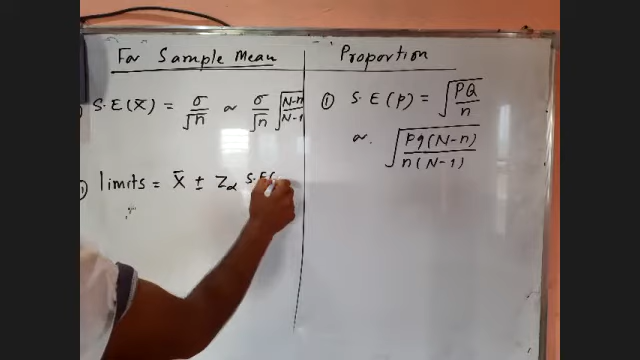 For Sample Mean
S.E(x̄) = σ/√n or σ/√n √(N-n/N-1)
limits = x̄ ± Zα S.E(
Proportion
① S.E(p) = √(PQ/n)
or. √(pq(N-n)/n(N-1))